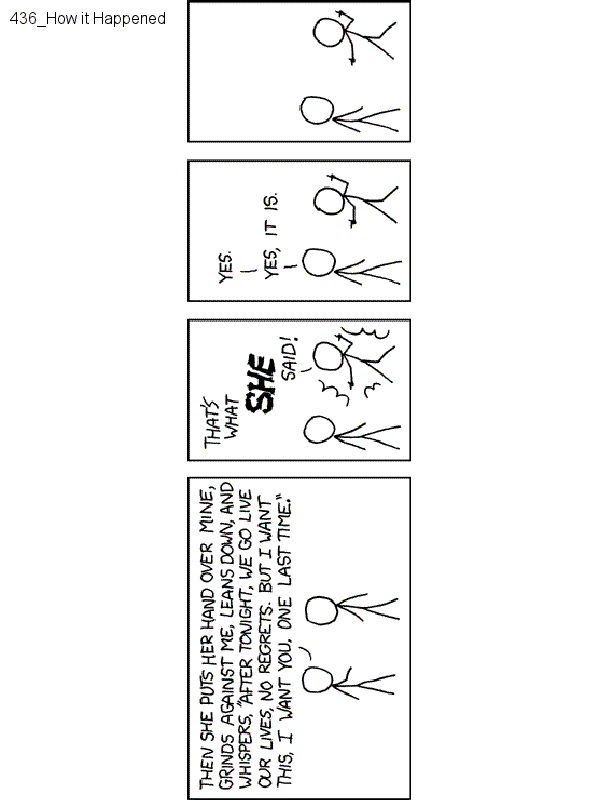 436_How it Happened
THEN SHE PUTS HER HAND OVER MINE,
GRINDS AGAINST ME, LEANS DOWN, AND
WHISPERS, "AFTER TONIGHT, WE GO LIVE
OUR LIVES, NO REGRETS. BUT I WANT
THIS, I WANT YOU, ONE LAST TIME."
THAT'S
WHAT
SHE
SAID!
YES.
YES, IT IS.